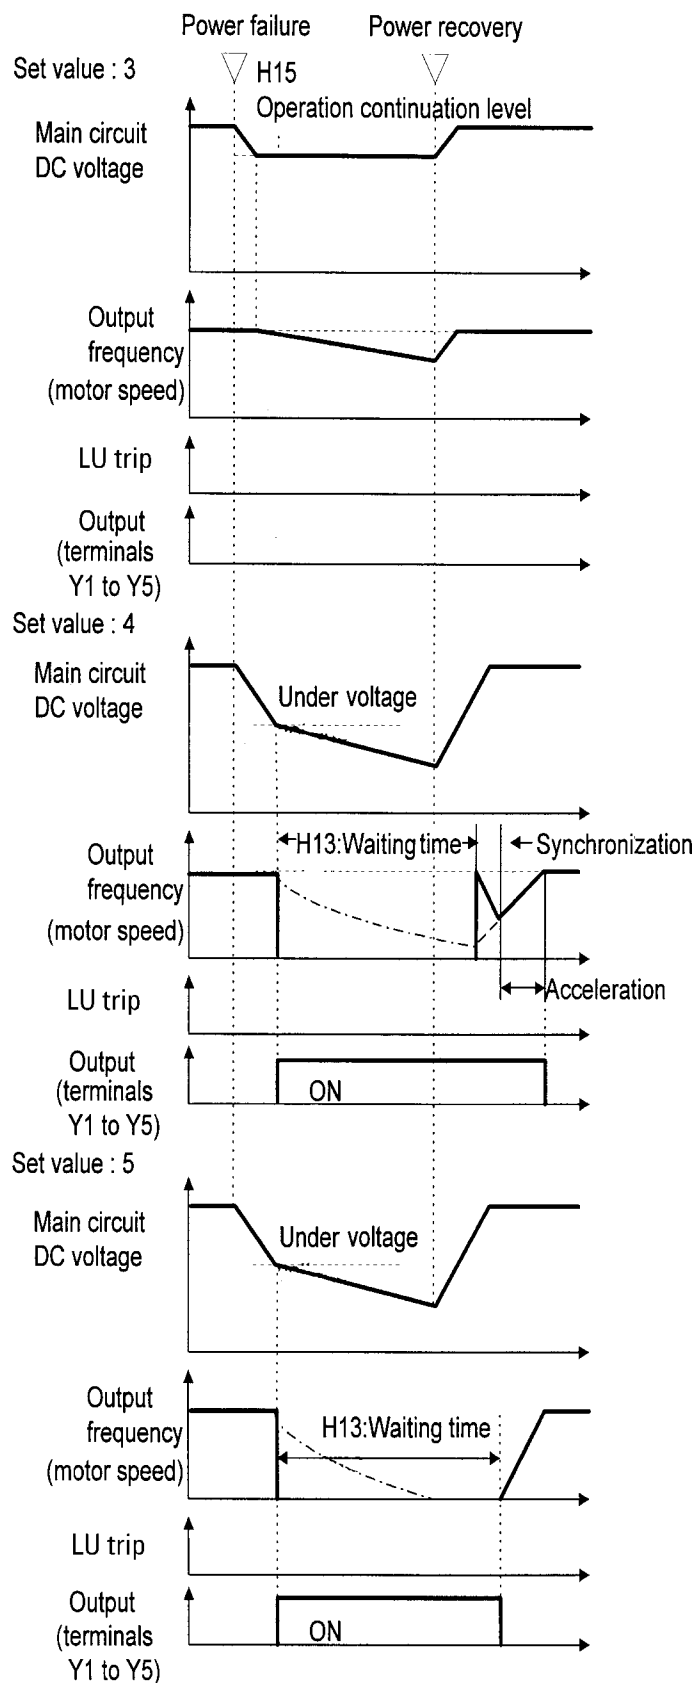 Power failure
Power recovery
Set value : 3
H15
Operation continuation level
Main circuit
DC voltage
Output
frequency
(motor speed)
LU trip
Output
(terminals
Y1 to Y5)
Set value : 4
Main circuit
DC voltage
Under voltage
H13:Waiting time
Synchronization
Output
frequency
(motor speed)
Acceleration
LU trip
Output
(terminals
Y1 to Y5)
ON
Set value : 5
Main circuit
DC voltage
Under voltage
Output
frequency
(motor speed)
H13:Waiting time
LU trip
Output
(terminals
Y1 to Y5)
ON